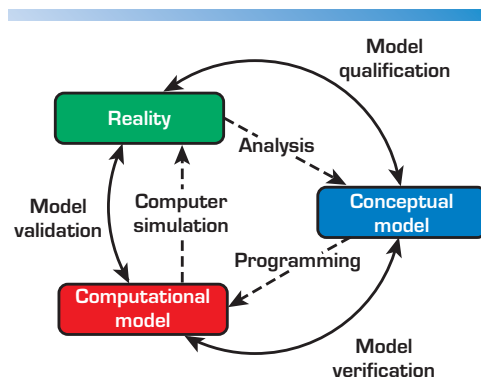 Model
qualification
Reality
Analysis
Computer
simulation
Model
validation
Conceptual
model
Programming
Computational
model
Model
verification